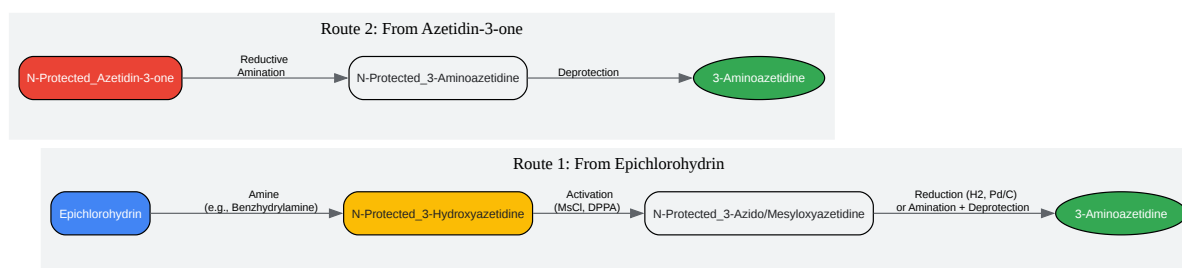 Route 2: From Azetidin-3-one
N-Protected_Azetidin-3-one
Reductive
Amination
N-Protected_3-Aminoazetidine
Deprotection
3-Aminoazetidine
Route 1: From Epichlorohydrin
Epichlorohydrin
Amine
(e.g., Benzhydrylamine)
N-Protected_3-Hydroxyazetidine
Activation
(MsCl, DPPA)
N-Protected_3-Azido/Mesyloxyazetidine
Reduction (H2, Pd/C)
or Amination + Deprotection
3-Aminoazetidine